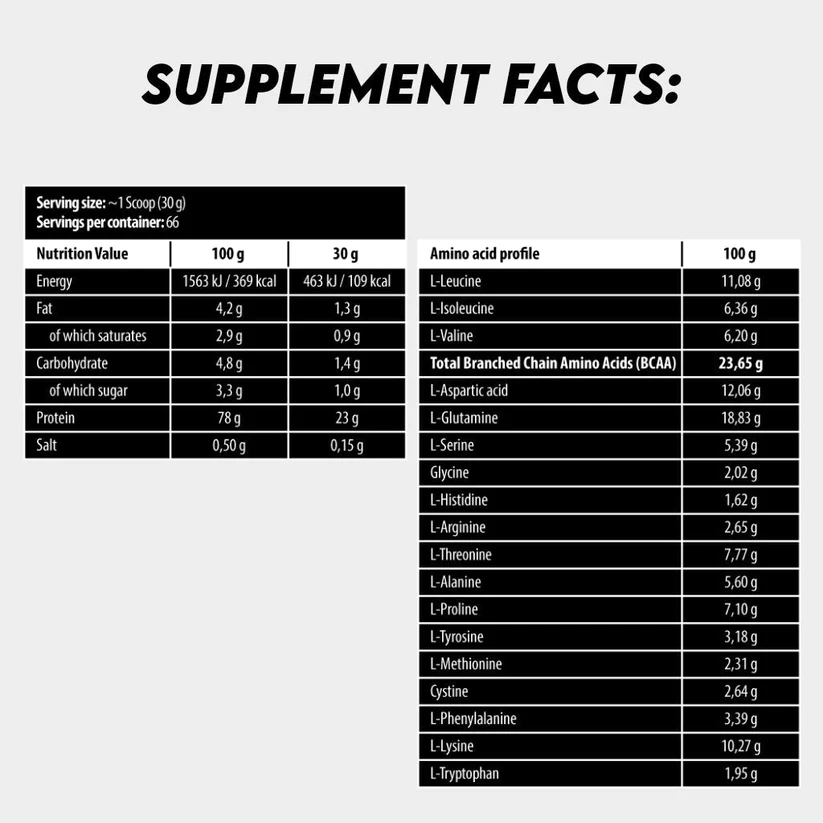 SUPPLEMENT FACTS:
Serving size: ~1 Scoop (30 g)
Servings per container: 66
Nutrition Value 100 g 30 g
Energy 1563 kJ / 369 kcal 463 kJ / 109 kcal
Fat 4,2 g 1,3 g
of which saturates 2,9 g 0,9 g
Carbohydrate 4,8 g 1,4 g
of which sugar 3,3 g 1,0 g
Protein 78 g 23 g
Salt 0,50 g 0,15 g
Amino acid profile 100 g
L-Leucine 11,08 g
L-Isoleucine 6,36 g
L-Valine 6,20 g
Total Branched Chain Amino Acids (BCAA) 23,65 g
L-Aspartic acid 12,06 g
L-Glutamine 18,83 g
L-Serine 5,39 g
Glycine 2,02 g
L-Histidine 1,62 g
L-Arginine 2,65 g
L-Threonine 7,77 g
L-Alanine 5,60 g
L-Proline 7,10 g
L-Tyrosine 3,18 g
L-Methionine 2,31 g
Cystine 2,64 g
L-Phenylalanine 3,39 g
L-Lysine 10,27 g
L-Tryptophan 1,95 g